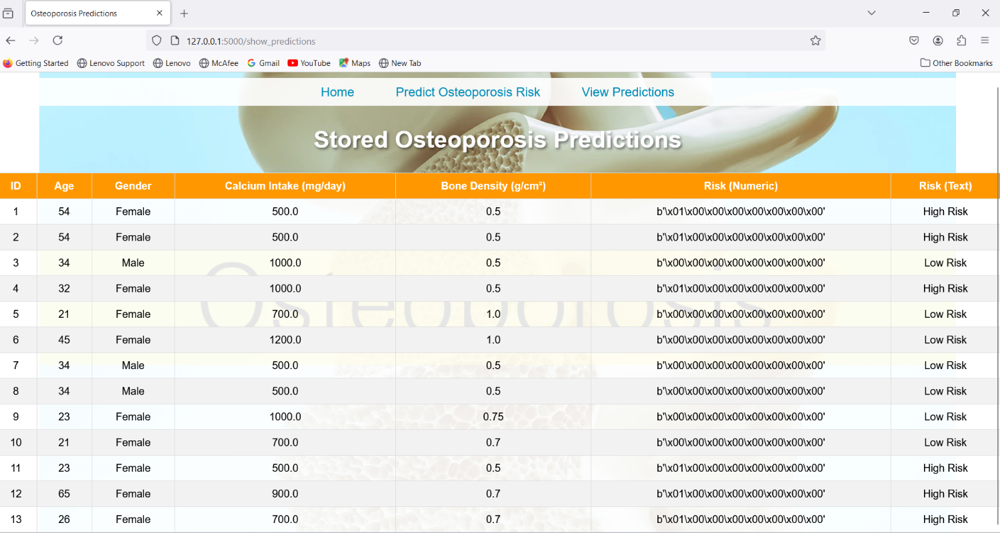 Osteoporosis Predictions
127.0.0.1:5000/show_predictions
Getting Started Lenovo Support Lenovo McAfee Gmail YouTube Maps New Tab Other Bookmarks
Home Predict Osteoporosis Risk View Predictions
Stored Osteoporosis Predictions
ID Age Gender Calcium Intake (mg/day) Bone Density (g/cm²) Risk (Numeric) Risk (Text)
1 54 Female 500.0 0.5 b'\x01\x00\x00\x00\x00\x00\x00\x00' High Risk
2 54 Female 500.0 0.5 b'\x01\x00\x00\x00\x00\x00\x00\x00' High Risk
3 34 Male 1000.0 0.5 b'\x00\x00\x00\x00\x00\x00\x00\x00' Low Risk
4 32 Female 1000.0 0.5 b'\x01\x00\x00\x00\x00\x00\x00\x00' High Risk
Osteoporosis
5 21 Female 700.0 1.0 b'\x00\x00\x00\x00\x00\x00\x00\x00' Low Risk
6 45 Female 1200.0 1.0 b'\x00\x00\x00\x00\x00\x00\x00\x00' Low Risk
7 34 Male 500.0 0.5 b'\x00\x00\x00\x00\x00\x00\x00\x00' Low Risk
8 34 Male 500.0 0.5 b'\x00\x00\x00\x00\x00\x00\x00\x00' Low Risk
9 23 Female 1000.0 0.75 b'\x00\x00\x00\x00\x00\x00\x00\x00' Low Risk
10 21 Female 700.0 0.7 b'\x00\x00\x00\x00\x00\x00\x00\x00' Low Risk
11 23 Female 500.0 0.5 b'\x01\x00\x00\x00\x00\x00\x00\x00' High Risk
12 65 Female 900.0 0.7 b'\x01\x00\x00\x00\x00\x00\x00\x00' High Risk
13 26 Female 700.0 0.7 b'\x01\x00\x00\x00\x00\x00\x00\x00' High Risk